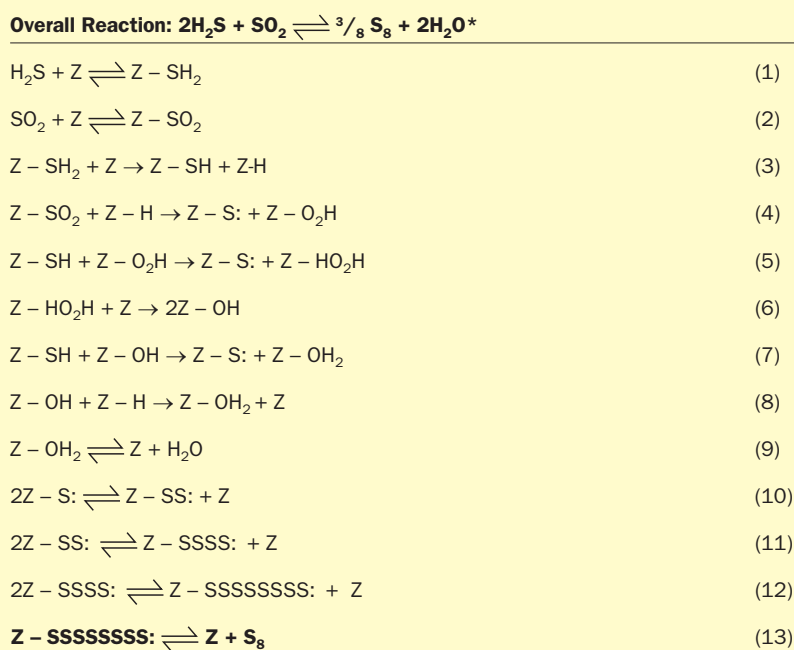 Overall Reaction: 2H₂S + SO₂ ⇌ ³/₈ S₈ + 2H₂O*
H₂S + Z ⇌ Z – SH₂ (1)
SO₂ + Z ⇌ Z – SO₂ (2)
Z – SH₂ + Z → Z – SH + Z-H (3)
Z – SO₂ + Z – H → Z – S: + Z – O₂H (4)
Z – SH + Z – O₂H → Z – S: + Z – HO₂H (5)
Z – HO₂H + Z → 2Z – OH (6)
Z – SH + Z – OH → Z – S: + Z – OH₂ (7)
Z – OH + Z – H → Z – OH₂ + Z (8)
Z – OH₂ ⇌ Z + H₂O (9)
2Z – S: ⇌ Z – SS: + Z (10)
2Z – SS: ⇌ Z – SSSS: + Z (11)
2Z – SSSS: ⇌ Z – SSSSSSSS: + Z (12)
Z – SSSSSSSS: ⇌ Z + S₈ (13)